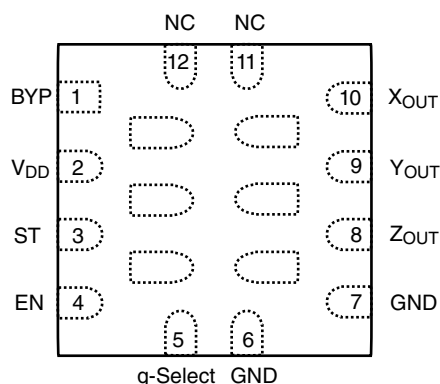 NC NC
12 11
BYP 1 10 XOUT
VDD 2 9 YOUT
ST 3 8 ZOUT
EN 4 7 GND
5 6
g-Select GND